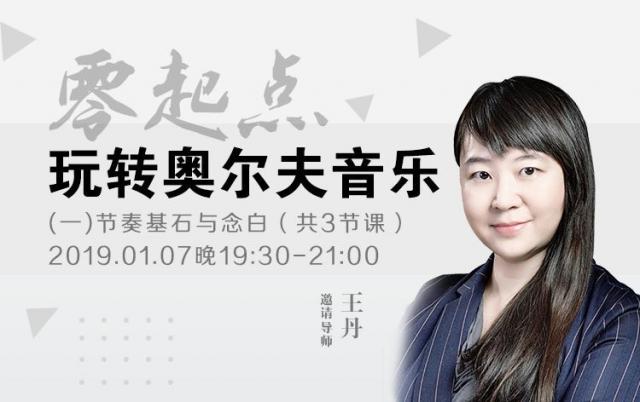 零起点
玩转奥尔夫音乐
(一)节奏基石与念白（共3节课）
2019.01.07晚19:30-21:00
王丹
邀请导师